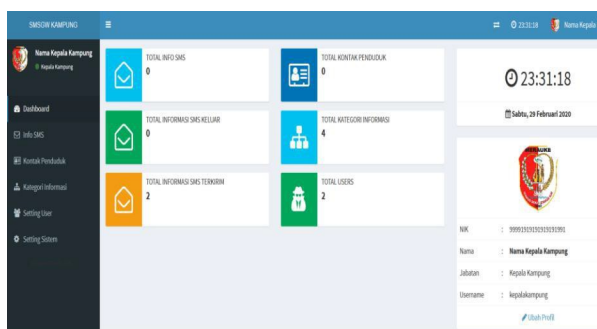 SMSGW KAMPUNG
23:31:18
Nama Kepala
Nama Kepala Kampung
Kepala Kampung
Dashboard
Info SMS
Kontak Penduduk
Kategori Informasi
Setting User
Setting Sistem
TOTAL INFO SMS
0
TOTAL KONTAK PENDUDUK
0
TOTAL INFORMASI SMS KELUAR
0
TOTAL KATEGORI INFORMASI
4
TOTAL INFORMASI SMS TERKIRIM
2
TOTAL USERS
2
23:31:18
Sabtu, 29 Februari 2020
MERAUKE
NIK :
Nama : Nama Kepala Kampung
Jabatan : Kepala Kampung
Username : kepalakampung
Ubah Profil